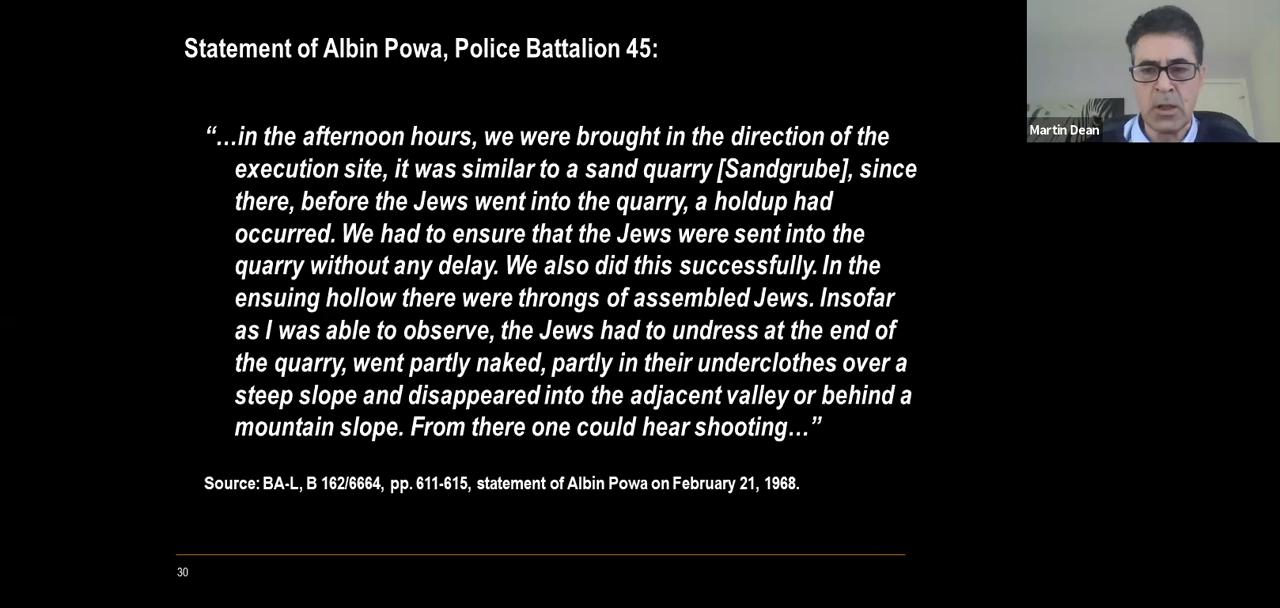 Statement of Albin Powa, Police Battalion 45:
“…in the afternoon hours, we were brought in the direction of the
execution site, it was similar to a sand quarry [Sandgrube], since
there, before the Jews went into the quarry, a holdup had
occurred. We had to ensure that the Jews were sent into the
quarry without any delay. We also did this successfully. In the
ensuing hollow there were throngs of assembled Jews. Insofar
as I was able to observe, the Jews had to undress at the end of
the quarry, went partly naked, partly in their underclothes over a
steep slope and disappeared into the adjacent valley or behind a
mountain slope. From there one could hear shooting…”
Source: BA-L, B 162/6664, pp. 611-615, statement of Albin Powa on February 21, 1968.
30
Martin Dean